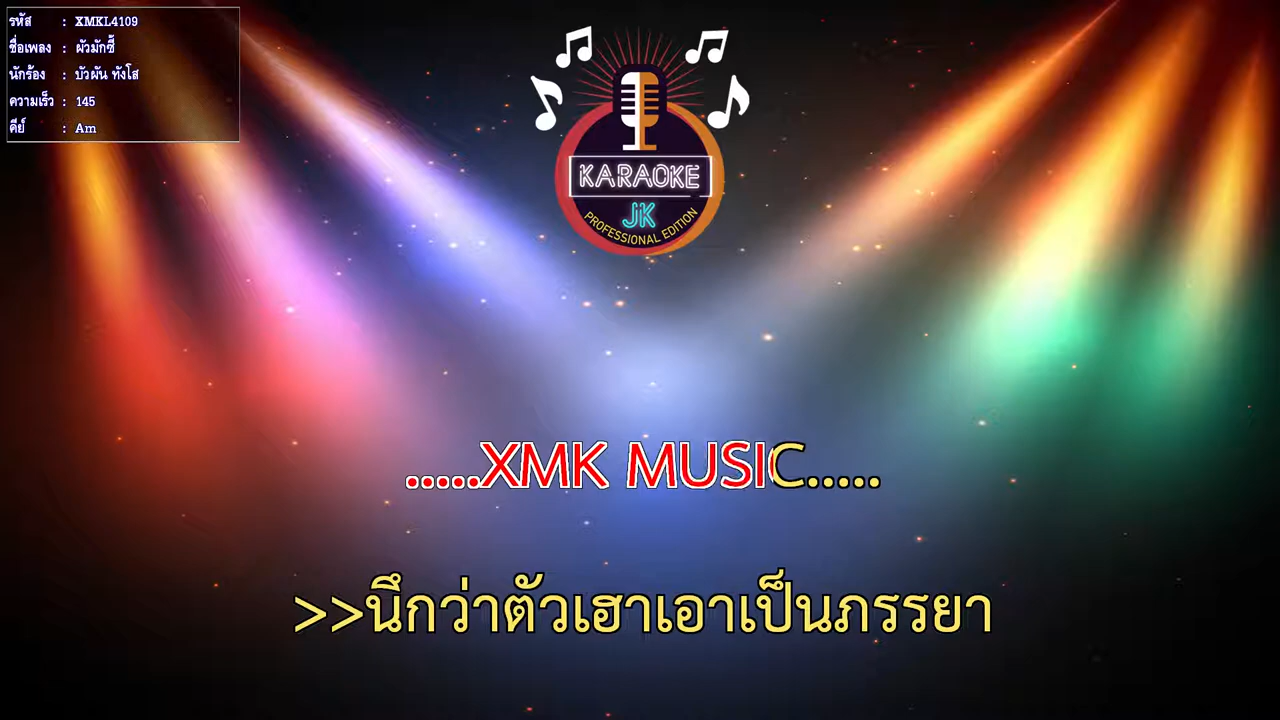 รหัส : XMKL4109
ชื่อเพลง : ผัวมักซี้
นักร้อง : บัวผัน ทังโส
ความเร็ว : 145
คีย์ : Am
KARAOKE
JK
PROFESSIONAL EDITION
.....XMK MUSIC.....
>>นึกว่าตัวเฮาเอาเป็นภรรยา